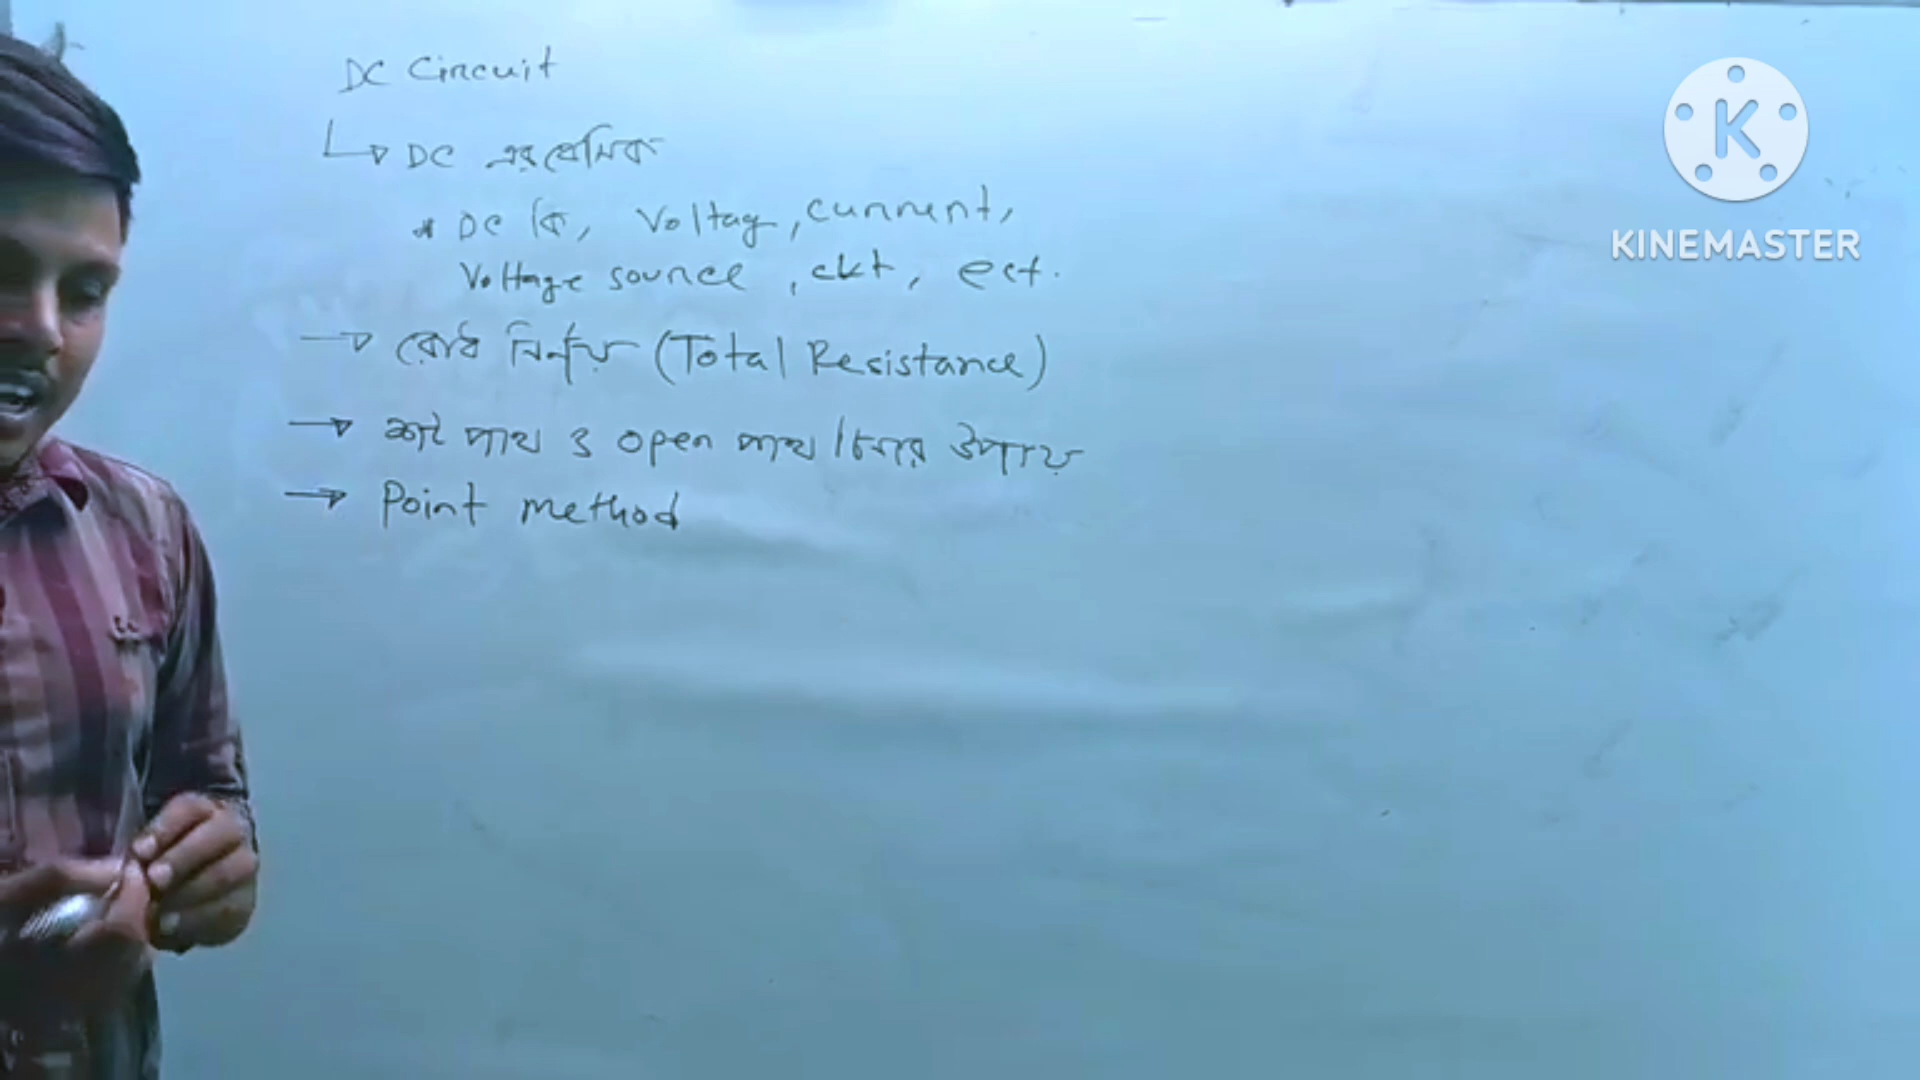 DC Circuit
DC এর বেসিক
* DC কি, Voltag, current,
Voltage source, ckt, ect.
রোধ নির্ণয় (Total Resistance)
শর্ট পাথ ও open পাথ চেনার উপায়
Point method
K
KINEMASTER